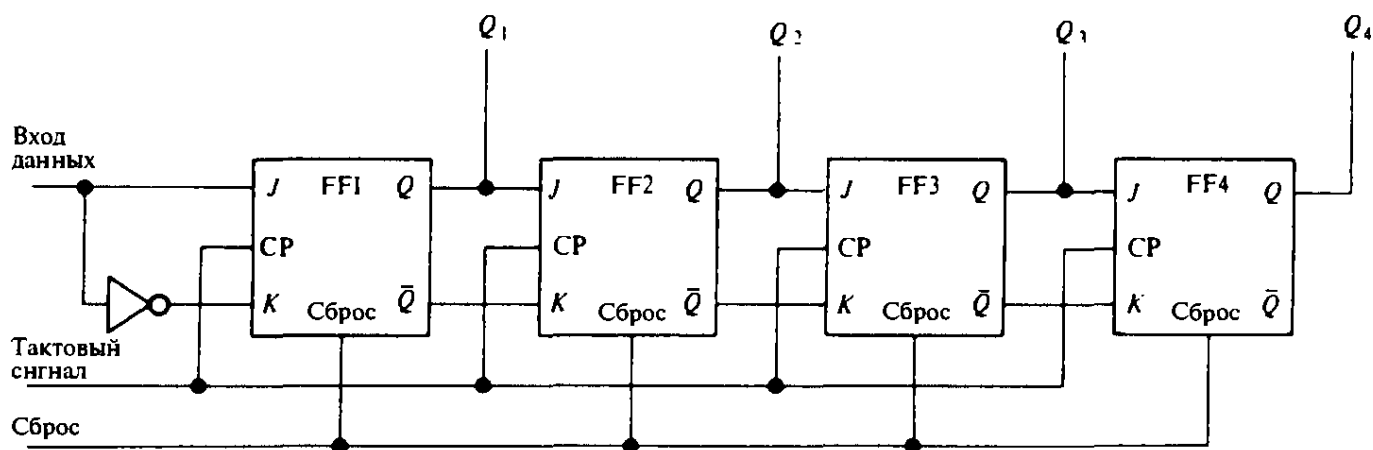 Q1
Q2
Q3
Q4
Вход
данных
J FF1 Q
CP
K Сброс Q̄
J FF2 Q
CP
K Сброс Q̄
J FF3 Q
CP
K Сброс Q̄
J FF4 Q
CP
K Сброс Q̄
Тактовый
снгнал
Сброс